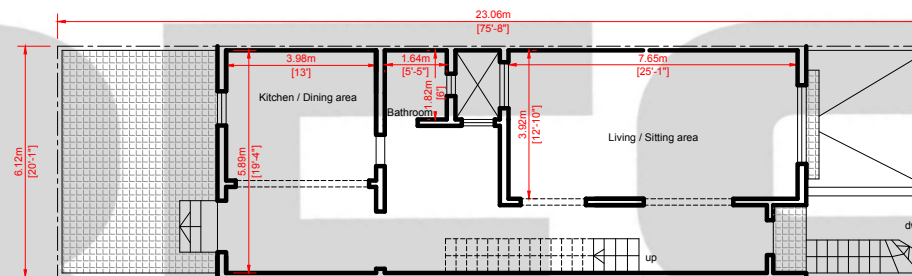 23.06m
[75'-8"]
3.98m
[13']
1.64m
[5'-5"]
7.65m
[25'-1"]
Kitchen / Dining area
1.82m
[6']
Bathroom
3.92m
[12'-10"]
Living / Sitting area
6.12m
[20'-1"]
5.89m
[19'-4"]
up